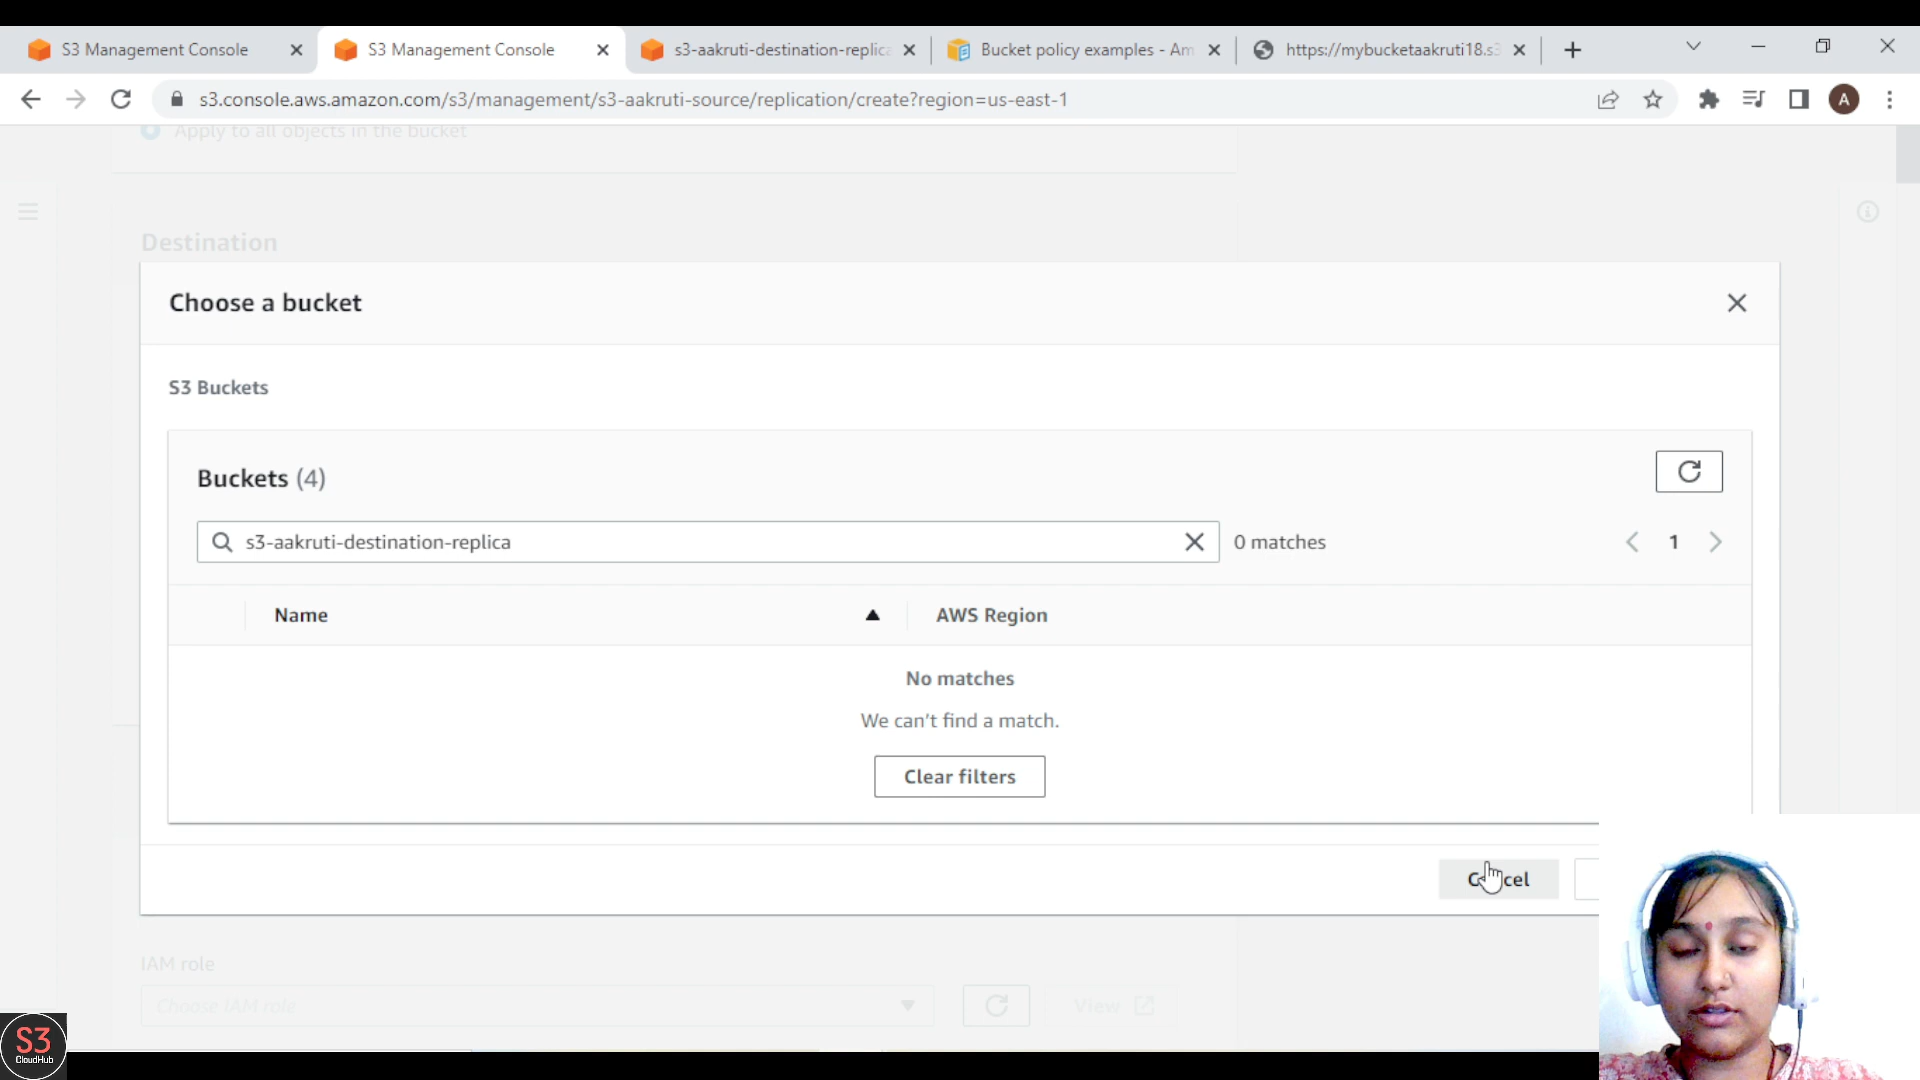 S3 Management Console
S3 Management Console
s3-aakruti-destination-replica
Bucket policy examples - Am
https://mybucketaakruti18.s3
s3.console.aws.amazon.com/s3/management/s3-aakruti-source/replication/create?region=us-east-1
A
Apply to all objects in the bucket
Destination
Choose a bucket
S3 Buckets
Buckets (4)
s3-aakruti-destination-replica
0 matches
1
Name
AWS Region
No matches
We can't find a match.
Clear filters
Cancel
IAM role
Choose IAM role
View
S3
CloudHub